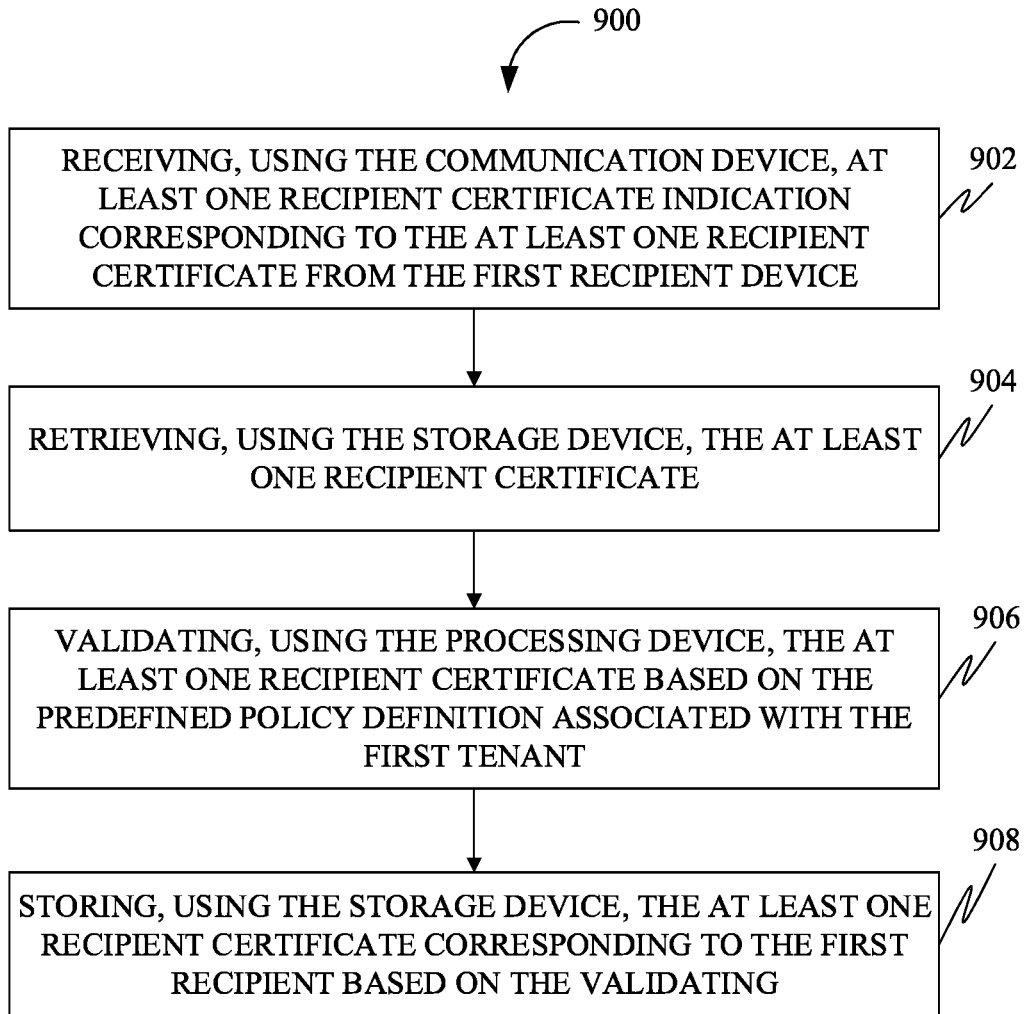 900
RECEIVING, USING THE COMMUNICATION DEVICE, AT
LEAST ONE RECIPIENT CERTIFICATE INDICATION
CORRESPONDING TO THE AT LEAST ONE RECIPIENT
CERTIFICATE FROM THE FIRST RECIPIENT DEVICE
902
RETRIEVING, USING THE STORAGE DEVICE, THE AT LEAST
ONE RECIPIENT CERTIFICATE
904
VALIDATING, USING THE PROCESSING DEVICE, THE AT
LEAST ONE RECIPIENT CERTIFICATE BASED ON THE
PREDEFINED POLICY DEFINITION ASSOCIATED WITH THE
FIRST TENANT
906
STORING, USING THE STORAGE DEVICE, THE AT LEAST ONE
RECIPIENT CERTIFICATE CORRESPONDING TO THE FIRST
RECIPIENT BASED ON THE VALIDATING
908